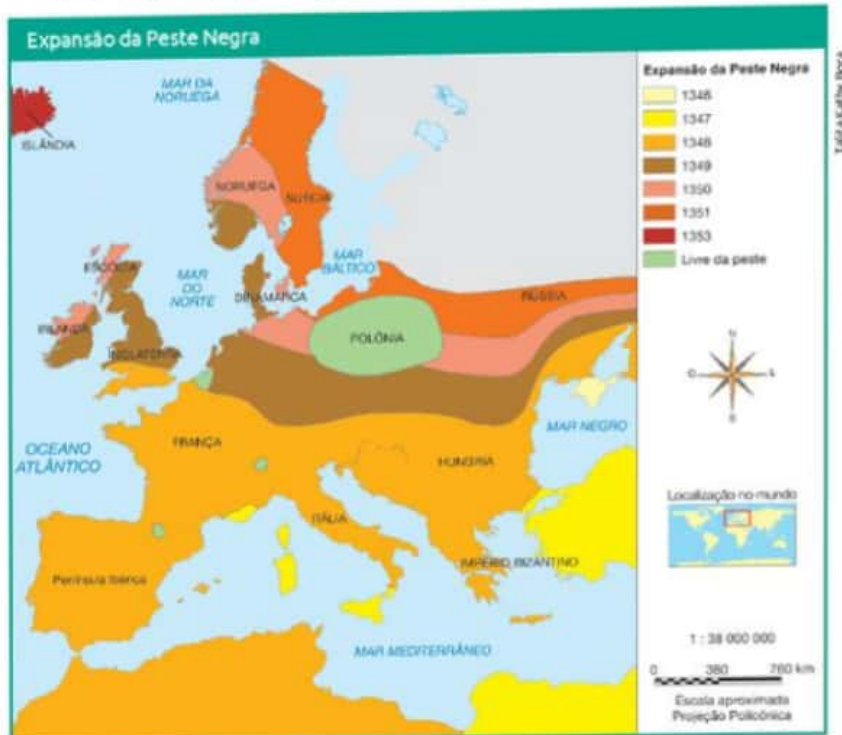 Expansão da Peste Negra
MAR DA
NORUEGA
ISLÂNDIA
NORUEGA
SUÉCIA
ESCÓCIA
MAR
DO
NORTE
MAR
BÁLTICO
DINAMARCA
RÚSSIA
IRLANDA
INGLATERRA
POLÔNIA
OCEANO
ATLÂNTICO
FRANÇA
HUNGRIA
MAR NEGRO
ITÁLIA
Península Ibérica
IMPÉRIO BIZANTINO
MAR MEDITERRÂNEO
Expansão da Peste Negra
1346
1347
1348
1349
1350
1351
1353
Livre da peste
N
O
L
S
Localização no mundo
1 : 38 000 000
0 380 760 km
Escala aproximada
Projeção Policônica